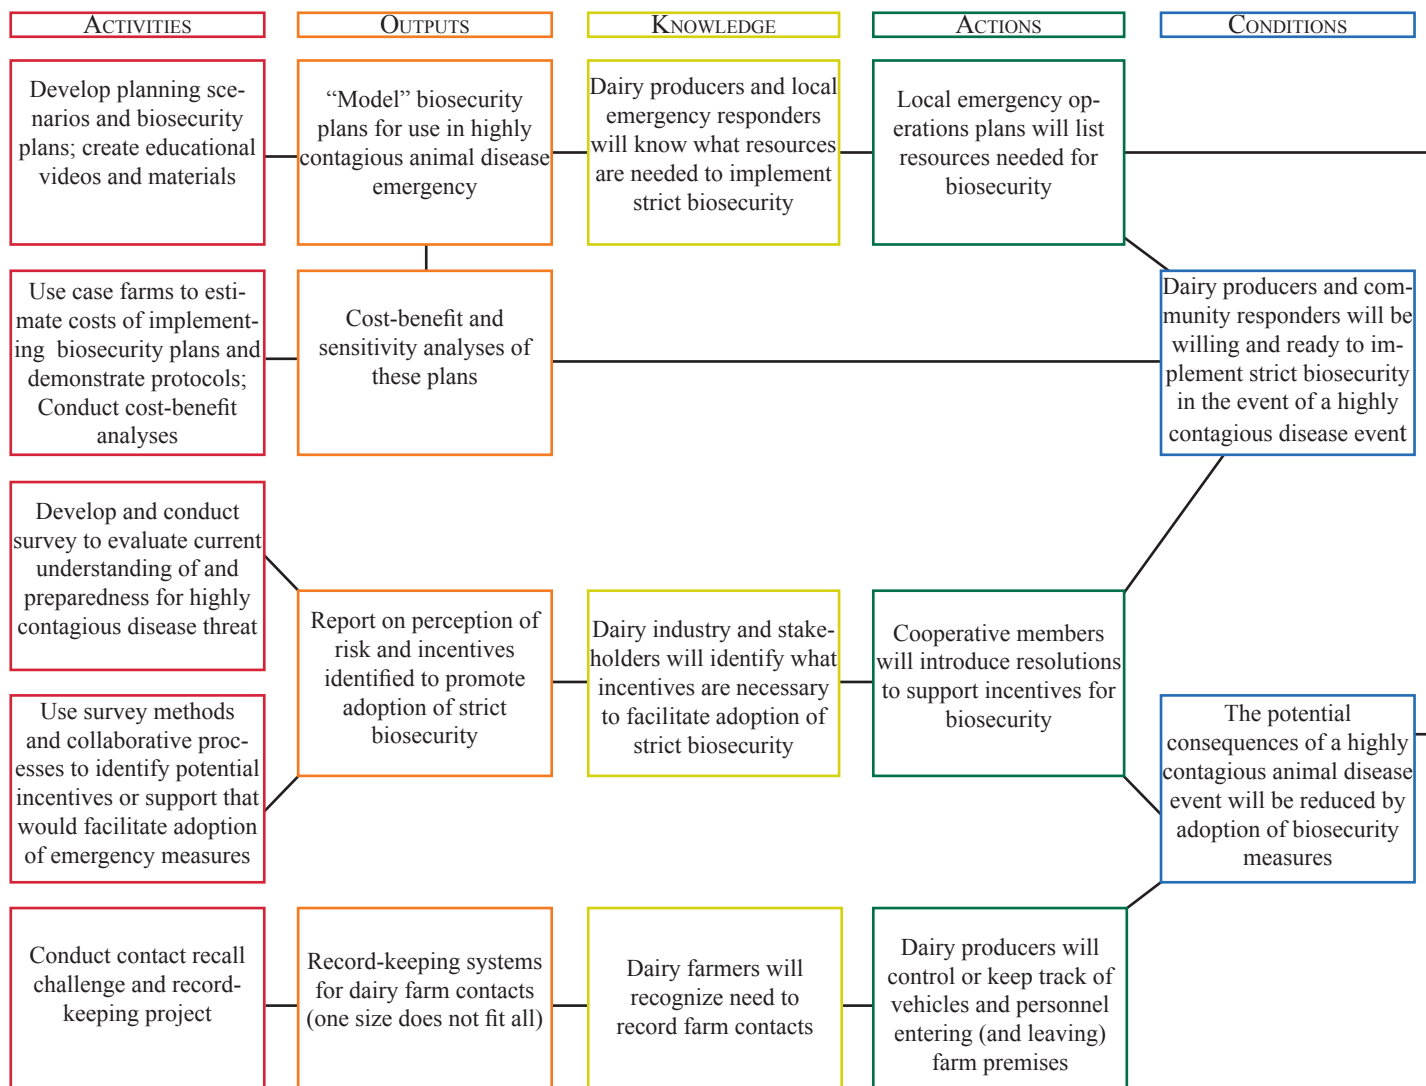 ACTIVITIES
OUTPUTS
KNOWLEDGE
ACTIONS
CONDITIONS
Develop planning sce-
narios and biosecurity
plans; create educational
videos and materials
“Model” biosecurity
plans for use in highly
contagious animal disease
emergency
Dairy producers and local
emergency responders
will know what resources
are needed to implement
strict biosecurity
Local emergency op-
erations plans will list
resources needed for
biosecurity
Use case farms to esti-
mate costs of implement-
ing biosecurity plans and
demonstrate protocols;
Conduct cost-benefit
analyses
Cost-benefit and
sensitivity analyses of
these plans
Dairy producers and com-
munity responders will be
willing and ready to im-
plement strict biosecurity
in the event of a highly
contagious disease event
Develop and conduct
survey to evaluate current
understanding of and
preparedness for highly
contagious disease threat
Report on perception of
risk and incentives
identified to promote
adoption of strict
biosecurity
Dairy industry and stake-
holders will identify what
incentives are necessary
to facilitate adoption of
strict biosecurity
Cooperative members
will introduce resolutions
to support incentives for
biosecurity
Use survey methods
and collaborative proc-
esses to identify potential
incentives or support that
would facilitate adoption
of emergency measures
The potential
consequences of a highly
contagious animal disease
event will be reduced by
adoption of biosecurity
measures
Conduct contact recall
challenge and record-
keeping project
Record-keeping systems
for dairy farm contacts
(one size does not fit all)
Dairy farmers will
recognize need to
record farm contacts
Dairy producers will
control or keep track of
vehicles and personnel
entering (and leaving)
farm premises